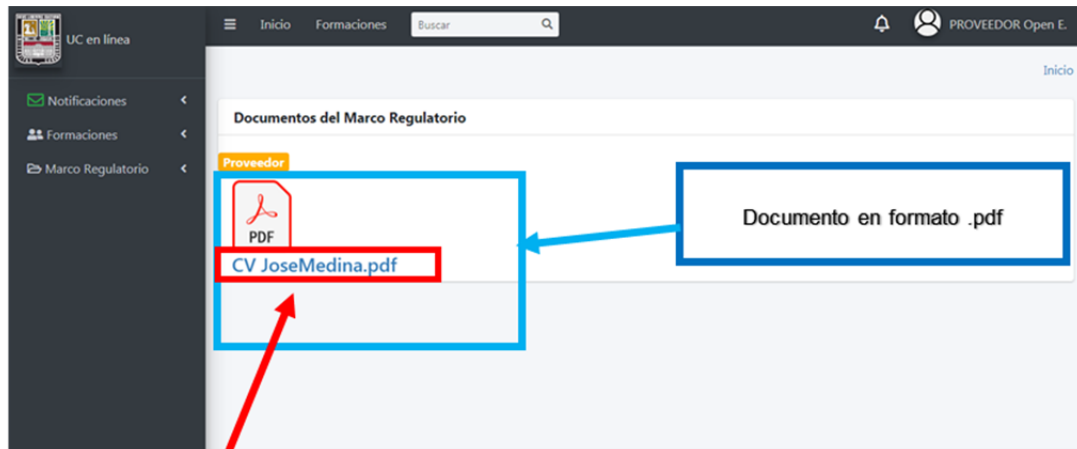 UC en línea
Inicio Formaciones Buscar PROVEEDOR Open E.
Inicio
Notificaciones
Formaciones
Marco Regulatorio
Documentos del Marco Regulatorio
Proveedor
PDF
CV JoseMedina.pdf
Documento en formato .pdf